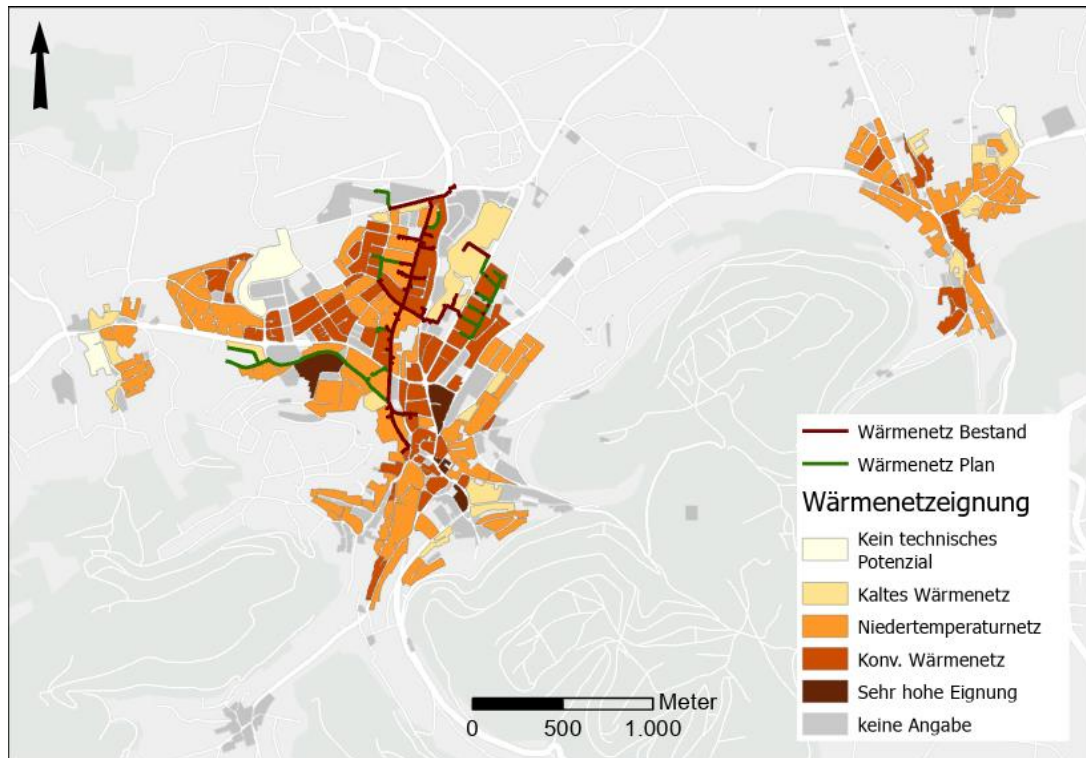 Wärmenetz Bestand
Wärmenetz Plan
Wärmenetzeignung
Kein technisches
Potenzial
Kaltes Wärmenetz
Niedertemperaturnetz
Konv. Wärmenetz
Sehr hohe Eignung
keine Angabe
Meter
0 500 1.000